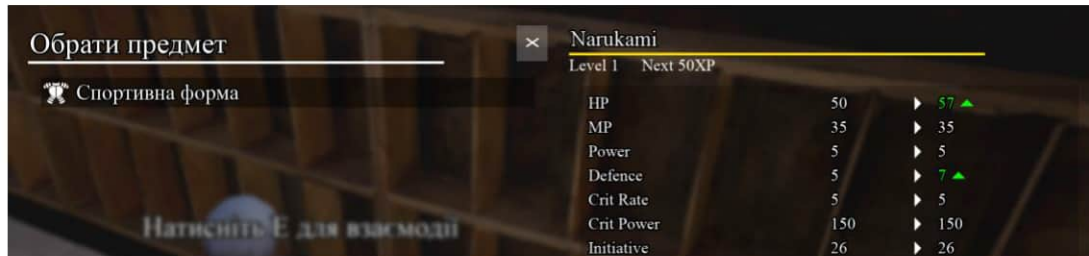 Обрати предмет
×
Спортивна форма
Натисніть E для взаємодії
Narukami
Level 1 Next 50XP
HP 50 57
MP 35 35
Power 5 5
Defence 5 7
Crit Rate 5 5
Crit Power 150 150
Initiative 26 26